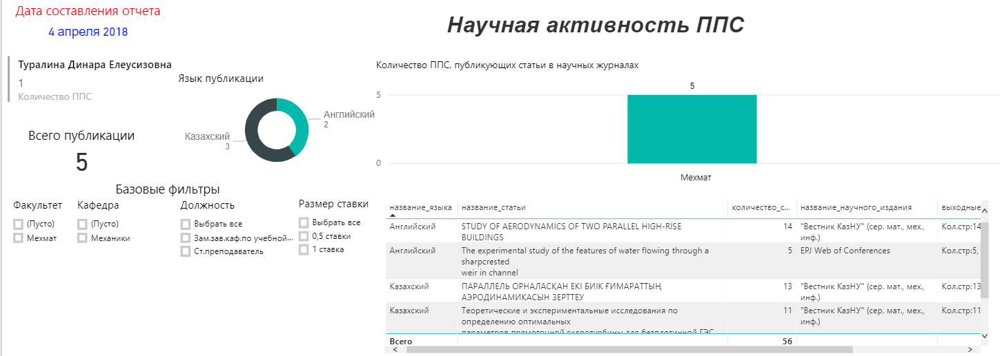 Дата составления отчета
4 апреля 2018
Научная активность ППС
Туралина Динара Елеусизовна
1
Количество ППС
Язык публикации
Английский
2
Казахский
3
Всего публикации
5
Количество ППС, публикующих статьи в научных журналах
5
5
0
Мехмат
Базовые фильтры
Факультет
(Пусто)
Мехмат
Кафедра
(Пусто)
Механики
Должность
Выбрать все
Зам.зав.каф.по учебной...
Ст.преподаватель
Размер ставки
Выбрать все
0,5 ставки
1 ставка
название_языка название_статьи количество_с... название_научного_издания выходные
Английский STUDY OF AERODYNAMICS OF TWO PARALLEL HIGH-RISE 14 "Вестник КазНУ" (сер. мат., мех., Кол.стр:14
BUILDINGS инф.)
Английский The experimental study of the features of water flowing through a 5 EPJ Web of Conferences Кол.стр:5,
sharpcrested
weir in channel
Казахский ПАРАЛЛЕЛЬ ОРНАЛАСҚАН ЕКІ БИІК ҒИМАРАТТЫҢ 13 "Вестник КазНУ" (сер. мат., мех., Кол.стр:13
АЭРОДИНАМИКАСЫН ЗЕРТТЕУ инф.)
Казахский Теоретические и экспериментальные исследования по 11 "Вестник КазНУ" (сер. мат., мех., Кол.стр:11
определению оптимальных инф.)
параметров прямоточной гидротурбины для бесплотинной ГЭС
Всего 56